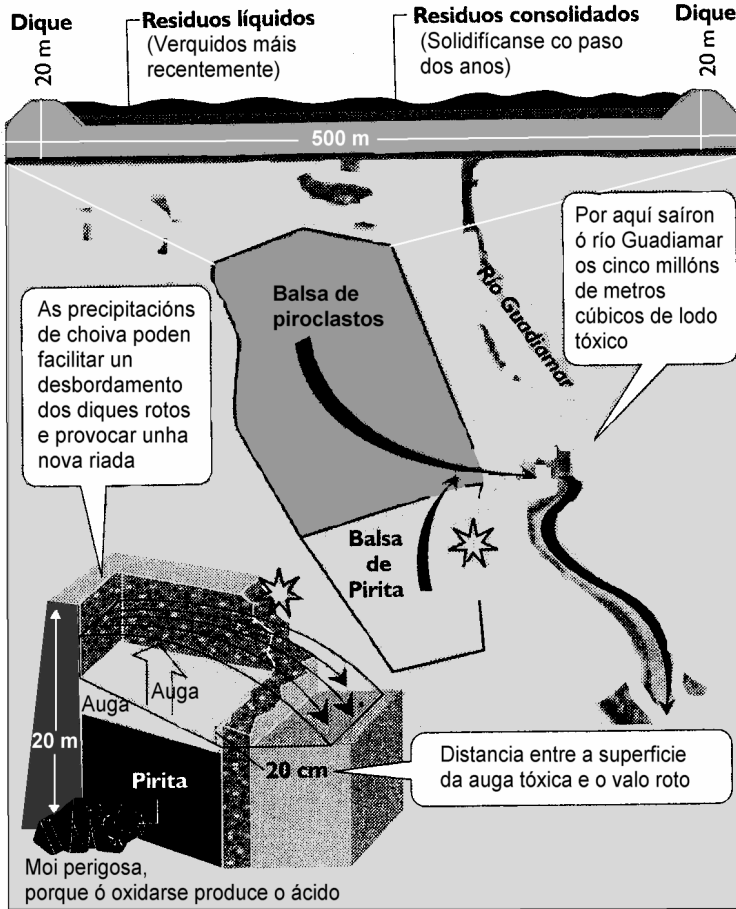 Dique
20 m
Residuos líquidos
(Verquidos máis
recentemente)
Residuos consolidados
(Solidifícanse co paso
dos anos)
Dique
20 m
500 m
Por aquí saíron
ó río Guadiamar
os cinco millóns
de metros
cúbicos de lodo
tóxico
Río Guadiamar
Balsa de
piroclastos
As precipitacións
de choiva poden
facilitar un
desbordamento
dos diques rotos
e provocar unha
nova riada
Balsa
de
Pirita
Auga
Auga
20 m
Pirita
20 cm
Distancia entre a superficie
da auga tóxica e o valo roto
Moi perigosa,
porque ó oxidarse produce o ácido